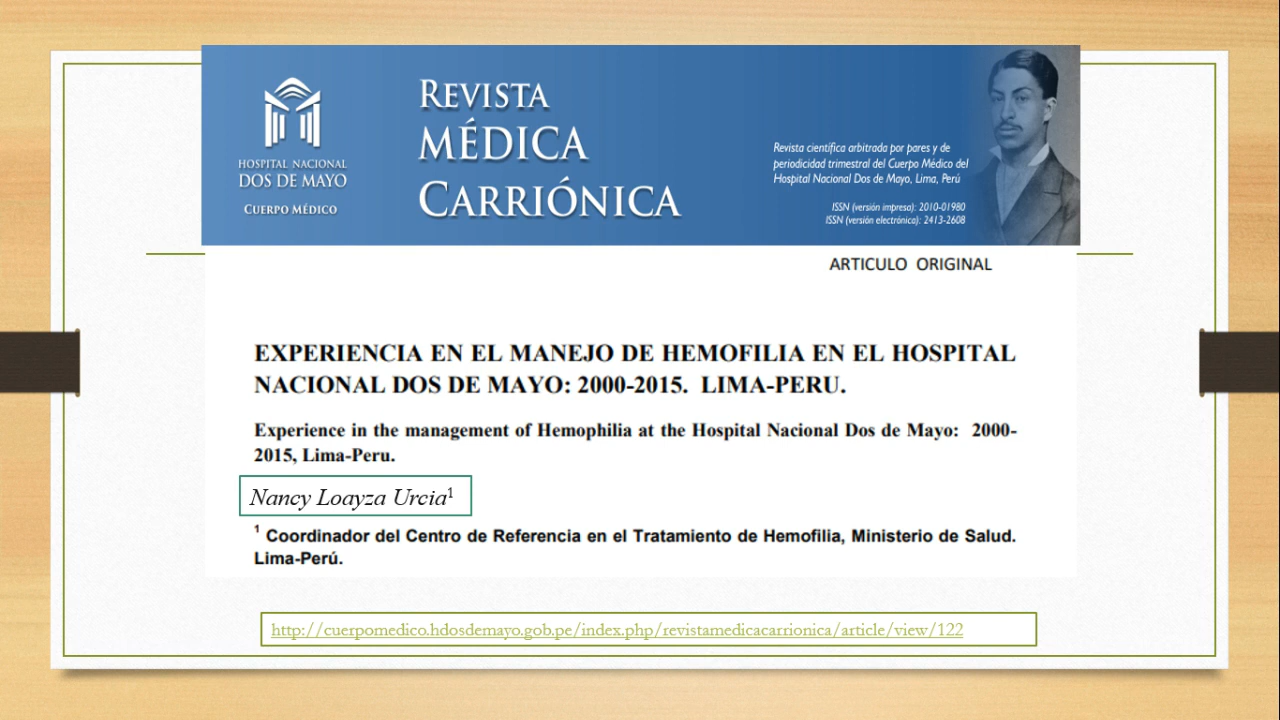 HOSPITAL NACIONAL
DOS DE MAYO
CUERPO MÉDICO
REVISTA
MÉDICA
CARRIÓNICA
Revista científica arbitrada por pares y de
periodicidad trimestral del Cuerpo Médico del
Hospital Nacional Dos de Mayo, Lima, Perú
ISSN (versión impresa): 2010-01980
ISSN (versión electrónica): 2413-2608
ARTICULO ORIGINAL
EXPERIENCIA EN EL MANEJO DE HEMOFILIA EN EL HOSPITAL
NACIONAL DOS DE MAYO: 2000-2015. LIMA-PERU.
Experience in the management of Hemophilia at the Hospital Nacional Dos de Mayo: 2000-
2015, Lima-Peru.
Nancy Loayza Urcia¹
¹ Coordinador del Centro de Referencia en el Tratamiento de Hemofilia, Ministerio de Salud.
Lima-Perú.
http://cuerpomedico.hdosdemayo.gob.pe/index.php/revistamedicacarrionica/article/view/122